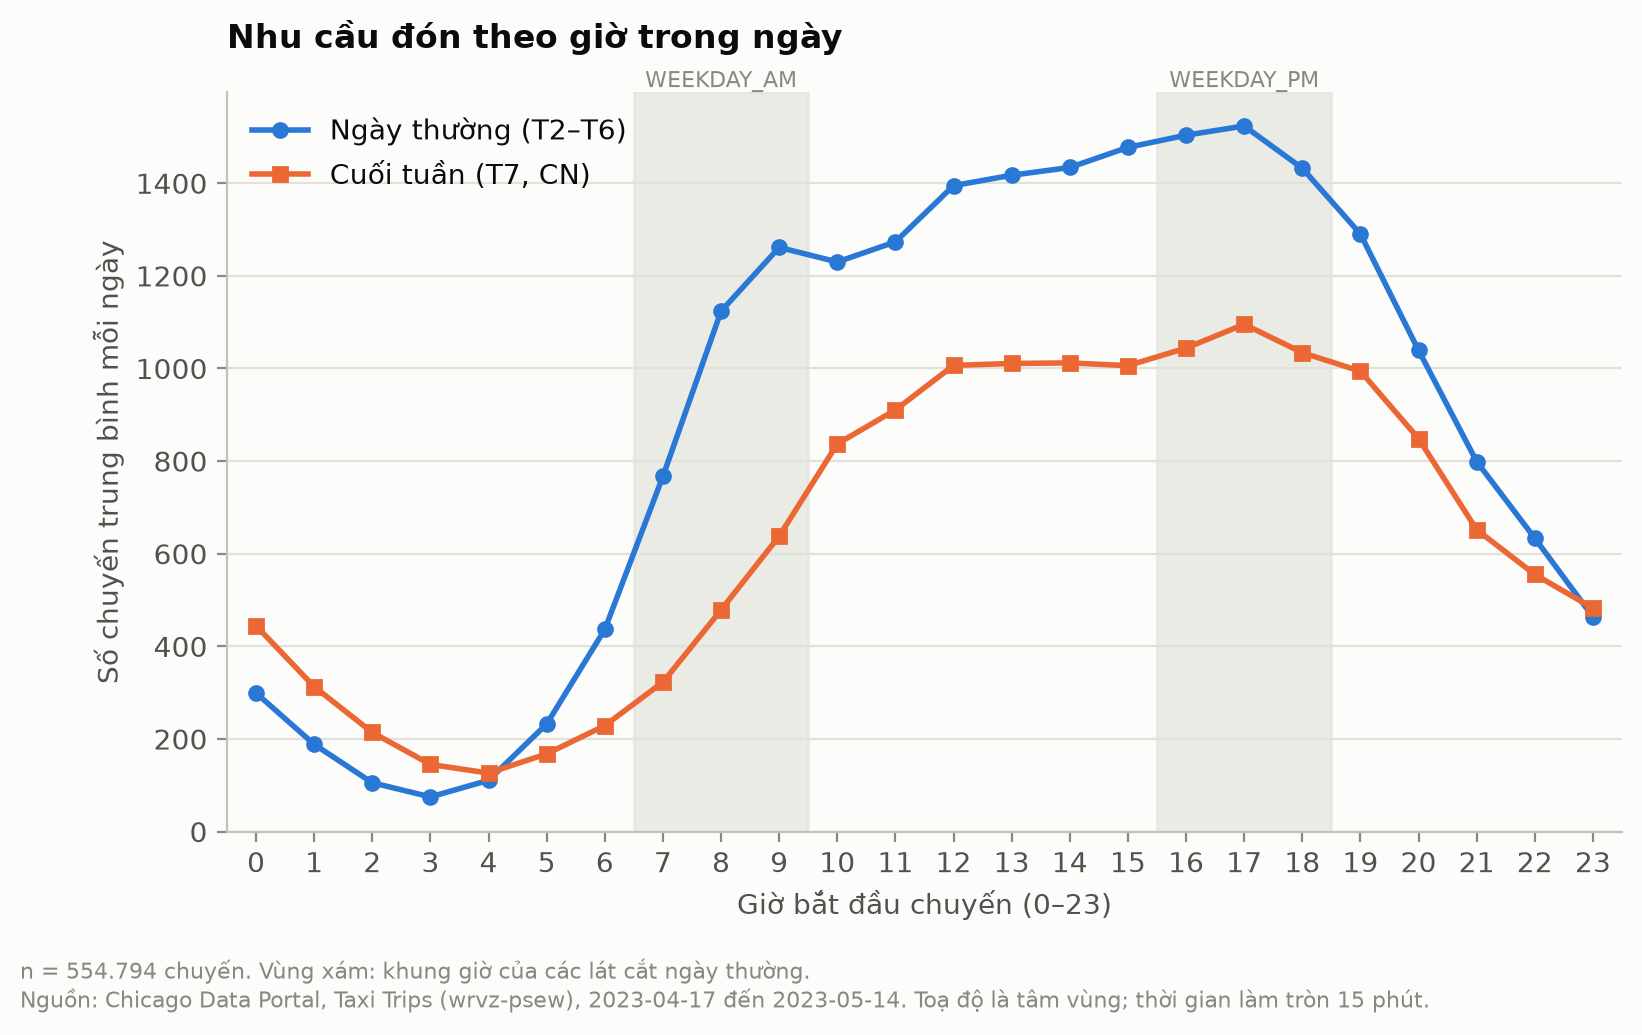 Nhu cầu đón theo giờ trong ngày
WEEKDAY_AM
WEEKDAY_PM
Ngày thường (T2–T6)
Cuối tuần (T7, CN)
Số chuyến trung bình mỗi ngày
1400
1200
1000
800
600
400
200
0
0 1 2 3 4 5 6 7 8 9 10 11 12 13 14 15 16 17 18 19 20 21 22 23
Giờ bắt đầu chuyến (0–23)
n = 554.794 chuyến. Vùng xám: khung giờ của các lát cắt ngày thường.
Nguồn: Chicago Data Portal, Taxi Trips (wrvz-psew), 2023-04-17 đến 2023-05-14. Toạ độ là tâm vùng; thời gian làm tròn 15 phút.